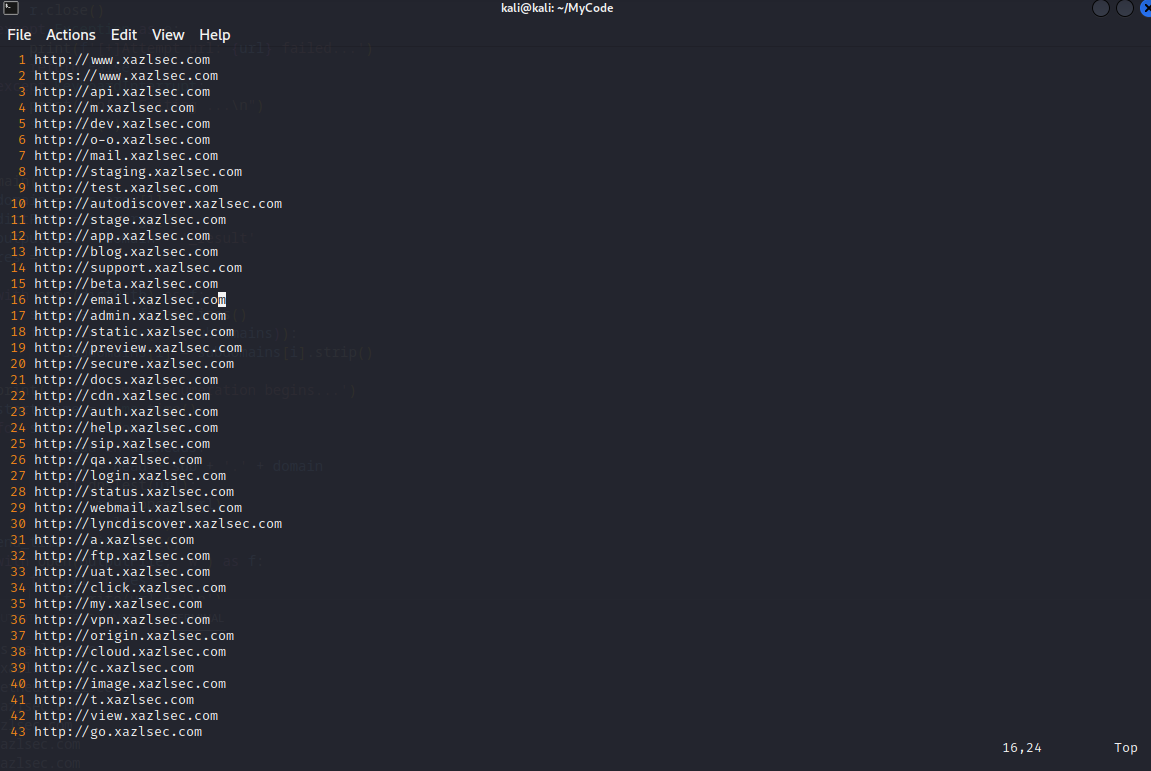 kali@kali: ~/MyCode
File Actions Edit View Help
1 http://www.xazlsec.com
2 https://www.xazlsec.com
3 http://api.xazlsec.com
4 http://m.xazlsec.com
5 http://dev.xazlsec.com
6 http://o-o.xazlsec.com
7 http://mail.xazlsec.com
8 http://staging.xazlsec.com
9 http://test.xazlsec.com
10 http://autodiscover.xazlsec.com
11 http://stage.xazlsec.com
12 http://app.xazlsec.com
13 http://blog.xazlsec.com
14 http://support.xazlsec.com
15 http://beta.xazlsec.com
16 http://email.xazlsec.com
17 http://admin.xazlsec.com
18 http://static.xazlsec.com
19 http://preview.xazlsec.com
20 http://secure.xazlsec.com
21 http://docs.xazlsec.com
22 http://cdn.xazlsec.com
23 http://auth.xazlsec.com
24 http://help.xazlsec.com
25 http://sip.xazlsec.com
26 http://qa.xazlsec.com
27 http://login.xazlsec.com
28 http://status.xazlsec.com
29 http://webmail.xazlsec.com
30 http://lyncdiscover.xazlsec.com
31 http://a.xazlsec.com
32 http://ftp.xazlsec.com
33 http://uat.xazlsec.com
34 http://click.xazlsec.com
35 http://my.xazlsec.com
36 http://vpn.xazlsec.com
37 http://origin.xazlsec.com
38 http://cloud.xazlsec.com
39 http://c.xazlsec.com
40 http://image.xazlsec.com
41 http://t.xazlsec.com
42 http://view.xazlsec.com
43 http://go.xazlsec.com
16,24 Top